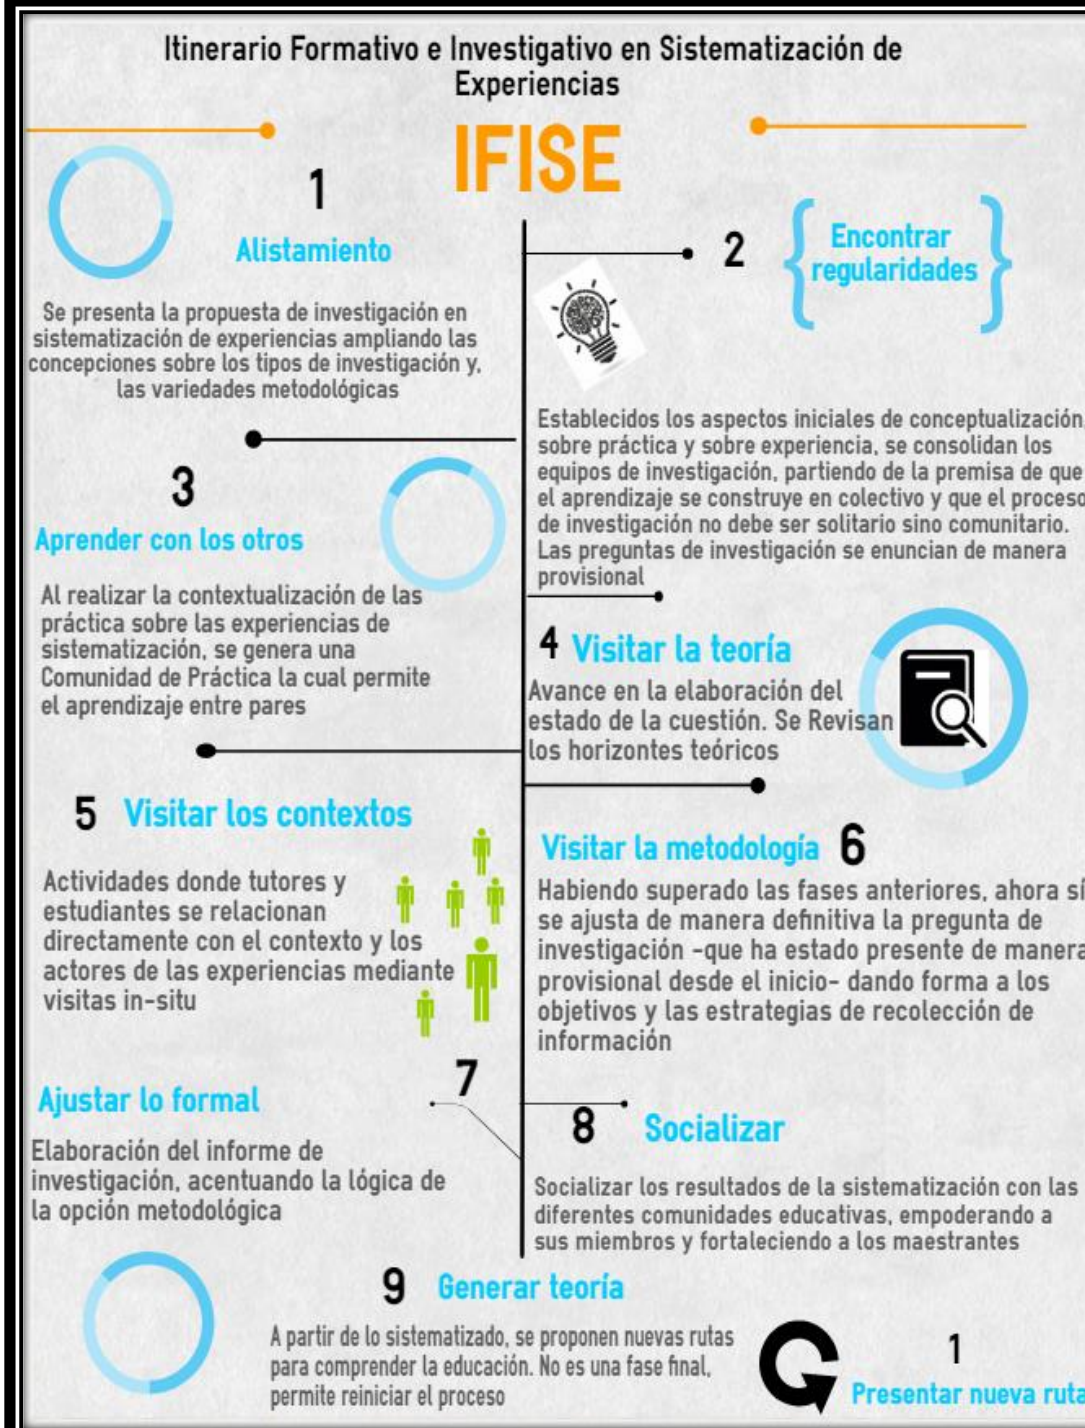 Itinerario Formativo e Investigativo en Sistematización de
Experiencias
IFISE
1
Alistamiento
Se presenta la propuesta de investigación en
sistematización de experiencias ampliando las
concepciones sobre los tipos de investigación y,
las variedades metodológicas
2
Encontrar
regularidades
Establecidos los aspectos iniciales de conceptualización,
sobre práctica y sobre experiencia, se consolidan los
equipos de investigación, partiendo de la premisa de que
el aprendizaje se construye en colectivo y que el proceso
de investigación no debe ser solitario sino comunitario.
Las preguntas de investigación se enuncian de manera
provisional
3
Aprender con los otros
Al realizar la contextualización de las
práctica sobre las experiencias de
sistematización, se genera una
Comunidad de Práctica la cual permite
el aprendizaje entre pares
4 Visitar la teoría
Avance en la elaboración del
estado de la cuestión. Se Revisan
los horizontes teóricos
5 Visitar los contextos
Actividades donde tutores y
estudiantes se relacionan
directamente con el contexto y los
actores de las experiencias mediante
visitas in-situ
Visitar la metodología 6
Habiendo superado las fases anteriores, ahora sí
se ajusta de manera definitiva la pregunta de
investigación -que ha estado presente de manera
provisional desde el inicio- dando forma a los
objetivos y las estrategias de recolección de
información
7
Ajustar lo formal
Elaboración del informe de
investigación, acentuando la lógica de
la opción metodológica
8 Socializar
Socializar los resultados de la sistematización con las
diferentes comunidades educativas, empoderando a
sus miembros y fortaleciendo a los maestrantes
9 Generar teoría
A partir de lo sistematizado, se proponen nuevas rutas
para comprender la educación. No es una fase final,
permite reiniciar el proceso
1
Presentar nueva ruta